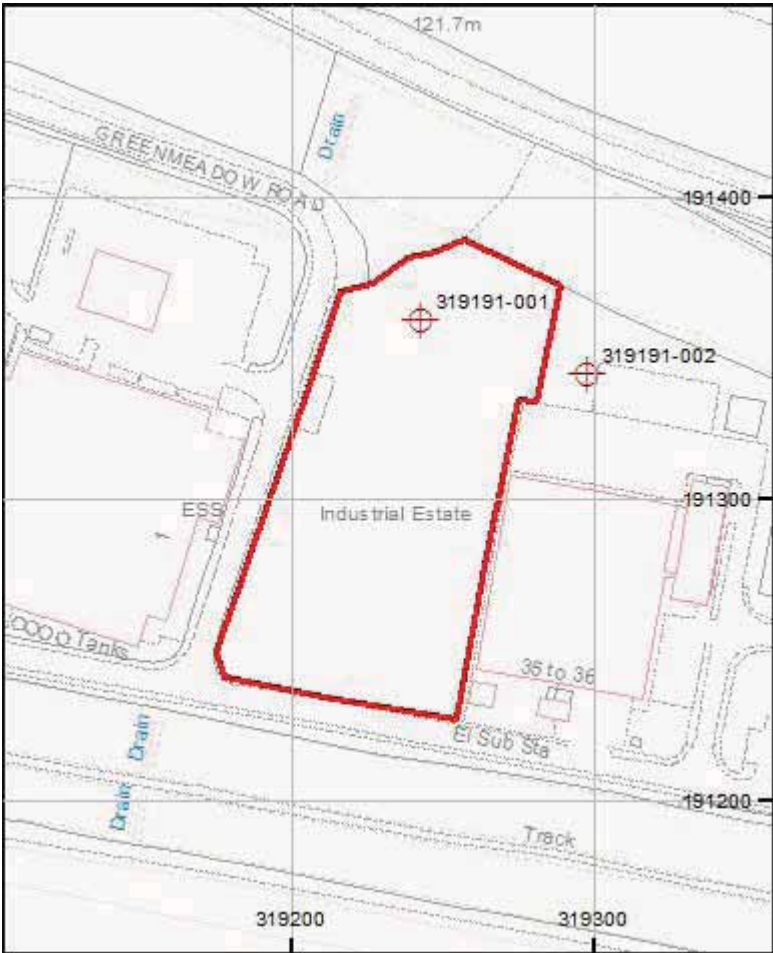 121.7m
Drain
GREENMEADOW ROAD
191400
319191-001
319191-002
ESS
191300
Industrial Estate
1
Tanks
36 to 36
El Sub Sta
Drain
Drain
191200
Track
319200
319300